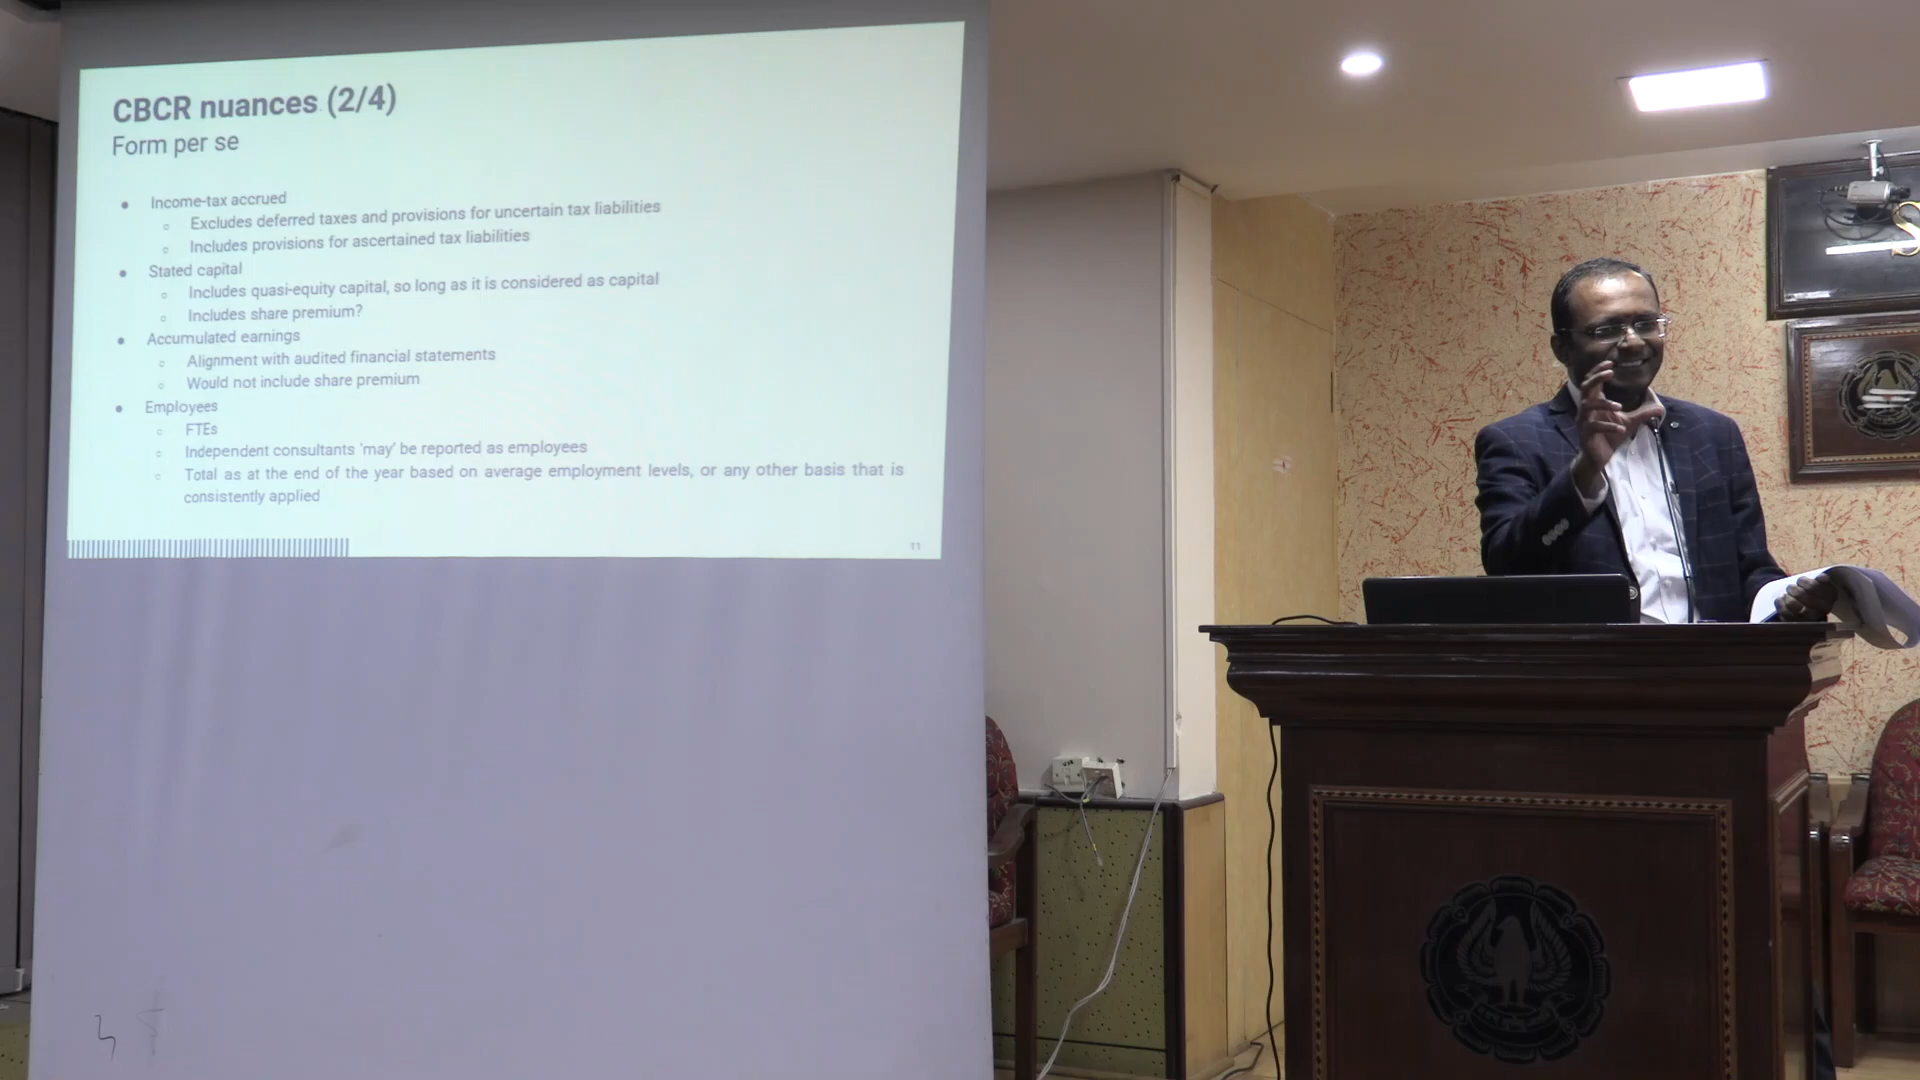 CBCR nuances (2/4)
Form per se
● Income-tax accrued
○ Excludes deferred taxes and provisions for uncertain tax liabilities
○ Includes provisions for ascertained tax liabilities
● Stated capital
○ Includes quasi-equity capital, so long as it is considered as capital
○ Includes share premium?
● Accumulated earnings
○ Alignment with audited financial statements
○ Would not include share premium
● Employees
○ FTEs
○ Independent consultants 'may' be reported as employees
○ Total as at the end of the year based on average employment levels, or any other basis that is
consistently applied
11